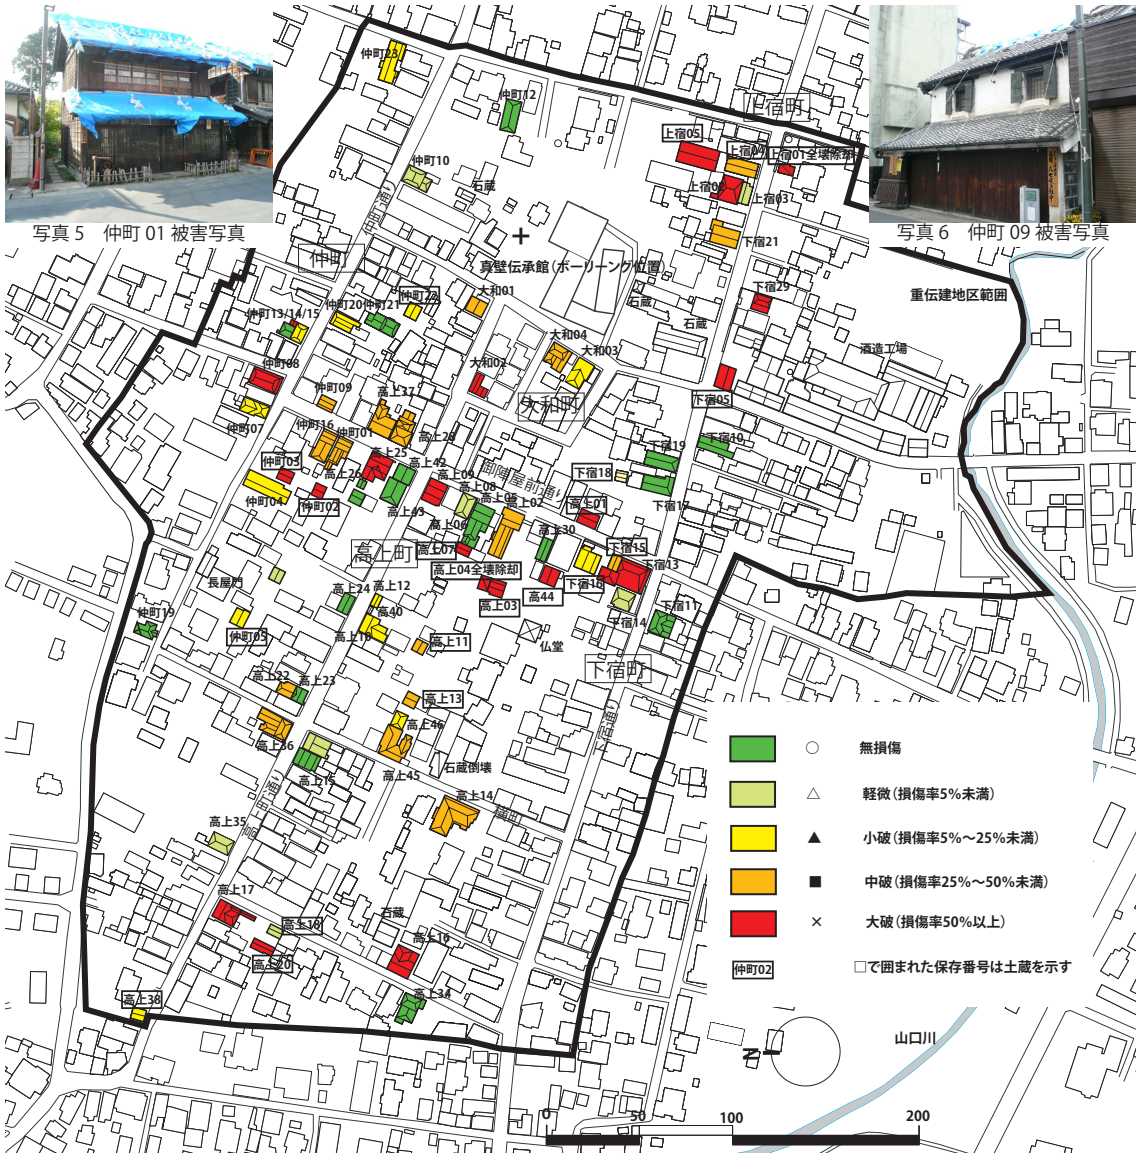 写真5 仲町01被害写真
写真6 仲町09被害写真
仲町23
仲町12
上宿町
上宿05
上宿04
上宿01全壊除却
仲町10
石蔵
上宿03
仲町通り
下宿21
仲町
真壁伝承館(ボーリング位置)
重伝建地区範囲
大和01
仲町22
石蔵
下宿29
仲町20
仲町21
仲町13/14/15
石蔵
大和04
大和03
酒造工場
仲町08
大和02
仲町09
高上37
大和町
下宿05
仲町07
仲町16
仲町01
高上28
下宿19
下宿10
仲町03
高上25
高上26
高上42
御陣屋前通り
下宿18
高上09
高上08
高上05
高上02
高上01
仲町04
仲町02
高上43
高上06
高上30
下宿17
高上町
高上07
下宿15
下宿13
高上04全壊除却
下宿16
長屋門
高上24
高上12
高上03
高44
仲町19
仲町05
高40
高上10
高上11
仏堂
下宿14
下宿11
下宿町
高上22
高上23
高上13
高上46
下宿通り
高上36
高上15
高上45
石蔵倒壊
高上町通り
高上14
横町
高上35
高上17
石蔵
高上16
高上20
高上34
高上38
○ 無損傷
△ 軽微(損傷率5%未満)
▲ 小破(損傷率5%~25%未満)
■ 中破(損傷率25%~50%未満)
× 大破(損傷率50%以上)
仲町02 □で囲まれた保存番号は土蔵を示す
山口川
N
0 50 100 200